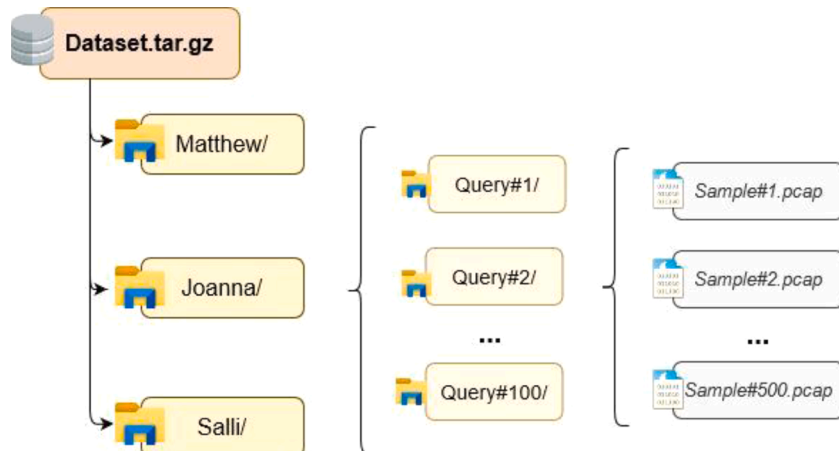 Dataset.tar.gz
Matthew/
Joanna/
Salli/
Query#1/
Query#2/
...
Query#100/
Sample#1.pcap
Sample#2.pcap
...
Sample#500.pcap